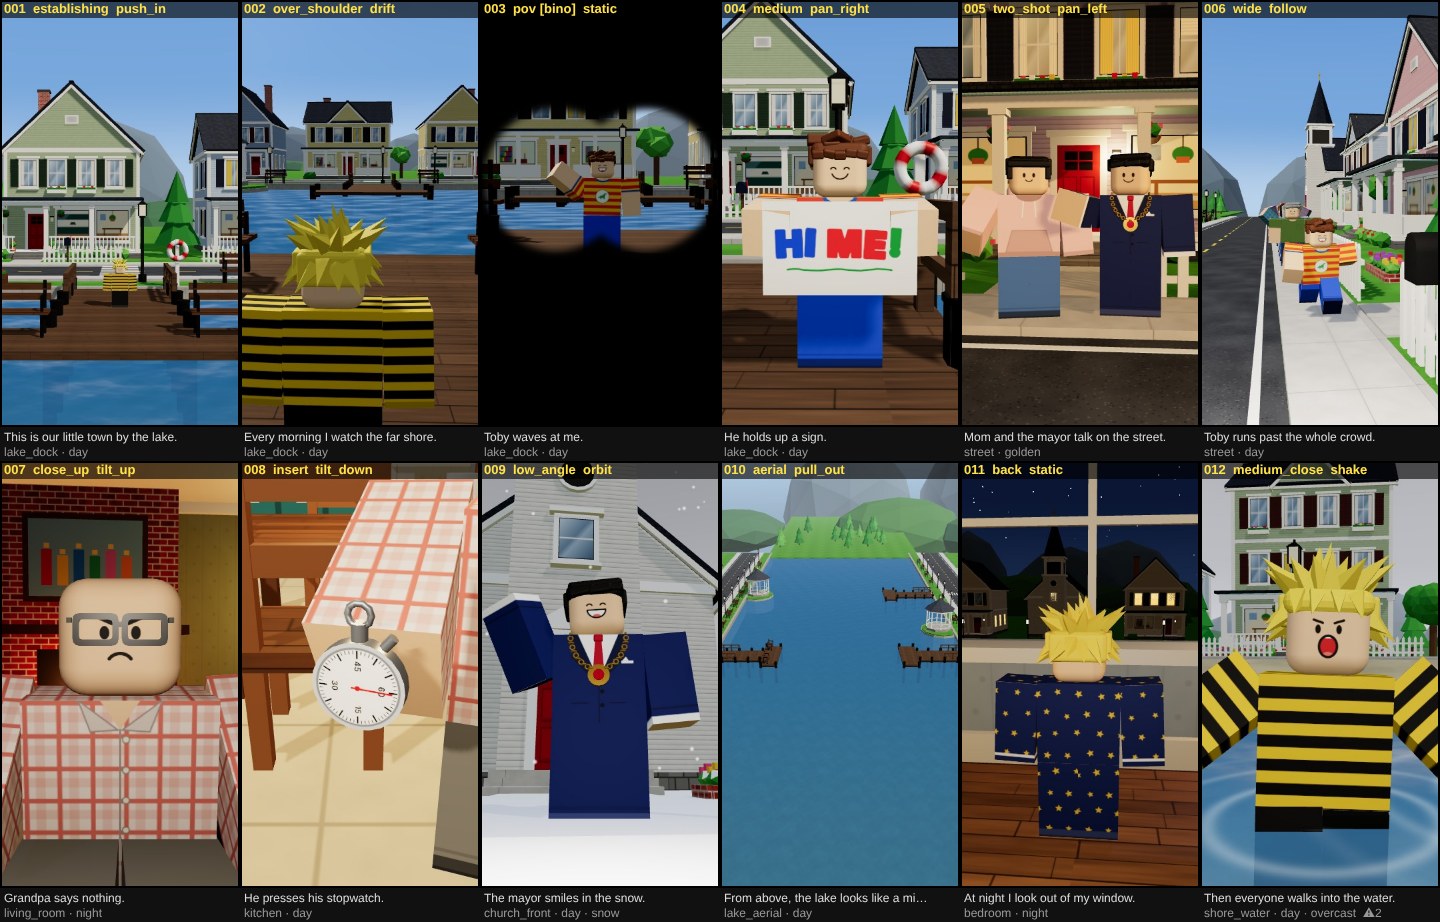 001 establishing push_in
This is our little town by the lake.
lake_dock · day
002 over_shoulder drift
Every morning I watch the far shore.
lake_dock · day
003 pov [bino] static
Toby waves at me.
lake_dock · day
004 medium pan_right
HI ME!
He holds up a sign.
lake_dock · day
005 two_shot pan_left
Mom and the mayor talk on the street.
street · golden
006 wide follow
Toby runs past the whole crowd.
street · day
007 close_up tilt_up
Grandpa says nothing.
living_room · night
008 insert tilt_down
45
30
60
15
He presses his stopwatch.
kitchen · day
009 low_angle orbit
The mayor smiles in the snow.
church_front · day · snow
010 aerial pull_out
From above, the lake looks like a mi…
lake_aerial · day
011 back static
At night I look out of my window.
bedroom · night
012 medium_close shake
Then everyone walks into the water.
shore_water · day · overcast ⚠2